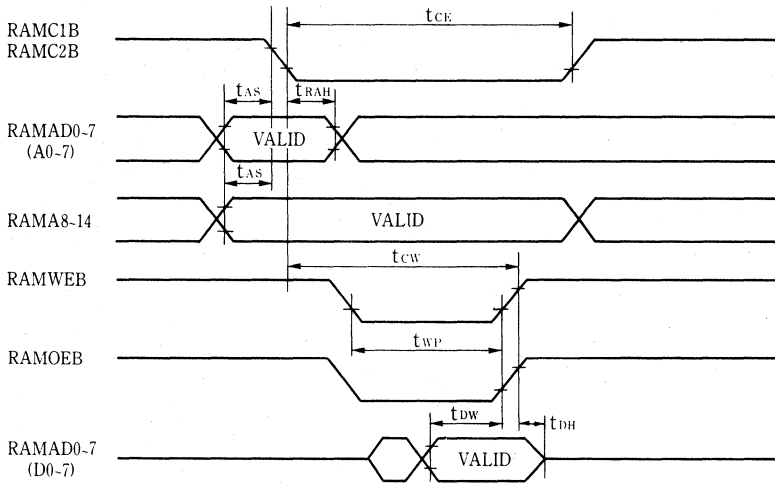 RAMC1B
RAMC2B
tCE
tAS
tRAH
RAMAD0~7
(A0~7)
VALID
tAS
RAMA8~14
VALID
tCW
RAMWEB
tWP
RAMOEB
tDW
tDH
RAMAD0~7
(D0~7)
VALID